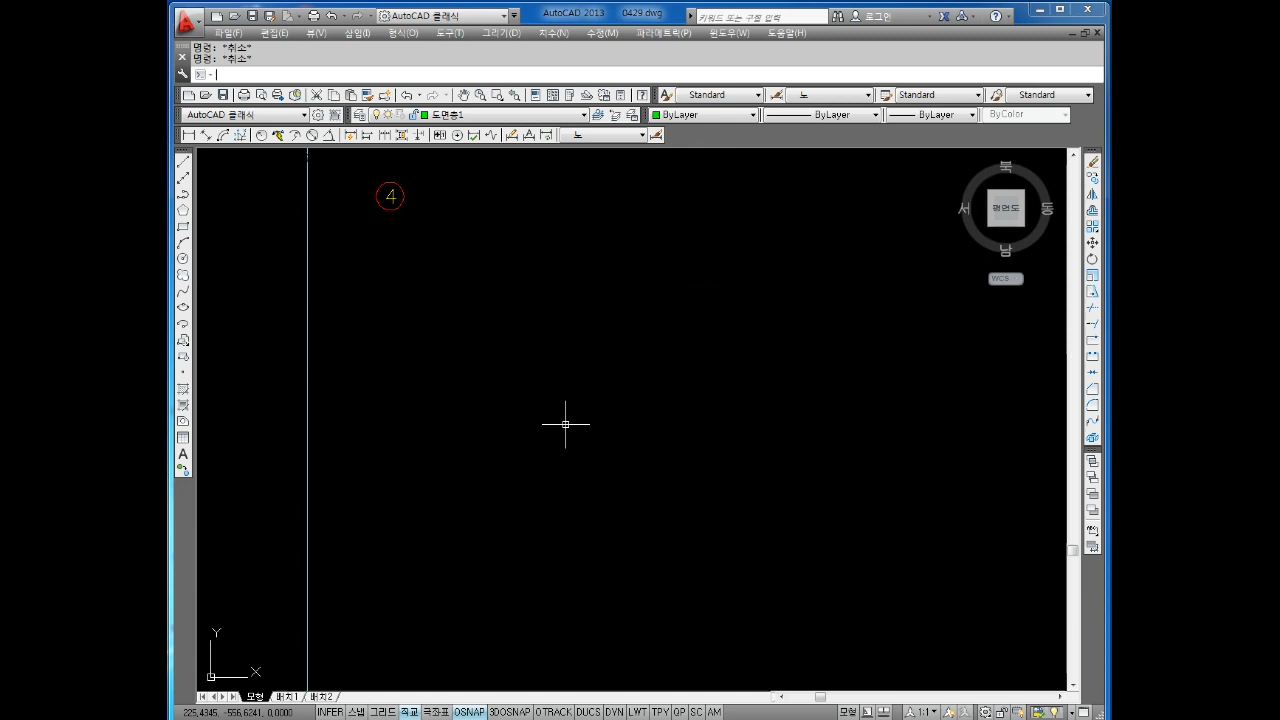 AutoCAD 클래식 AutoCAD 2013 0429.dwg 키워드 또는 구절 입력 로그인
파일(F) 편집(E) 뷰(V) 삽입(I) 형식(O) 도구(T) 그리기(D) 치수(N) 수정(M) 파라메트릭(P) 윈도우(W) 도움말(H)
명령: *취소*
명령: *취소*
Standard Standard Standard
AutoCAD 클래식 도면층1 ByLayer ByLayer ByLayer ByColor
4
북
서 평면도 동
남
WCS
Y
X
모형 배치1 배치2
225,4345, -556,6241, 0,0000 INFER 스냅 그리드 직교 극좌표 OSNAP 3DOSNAP OTRACK DUCS DYN LWT TPY QP SC AM 모형 1:1